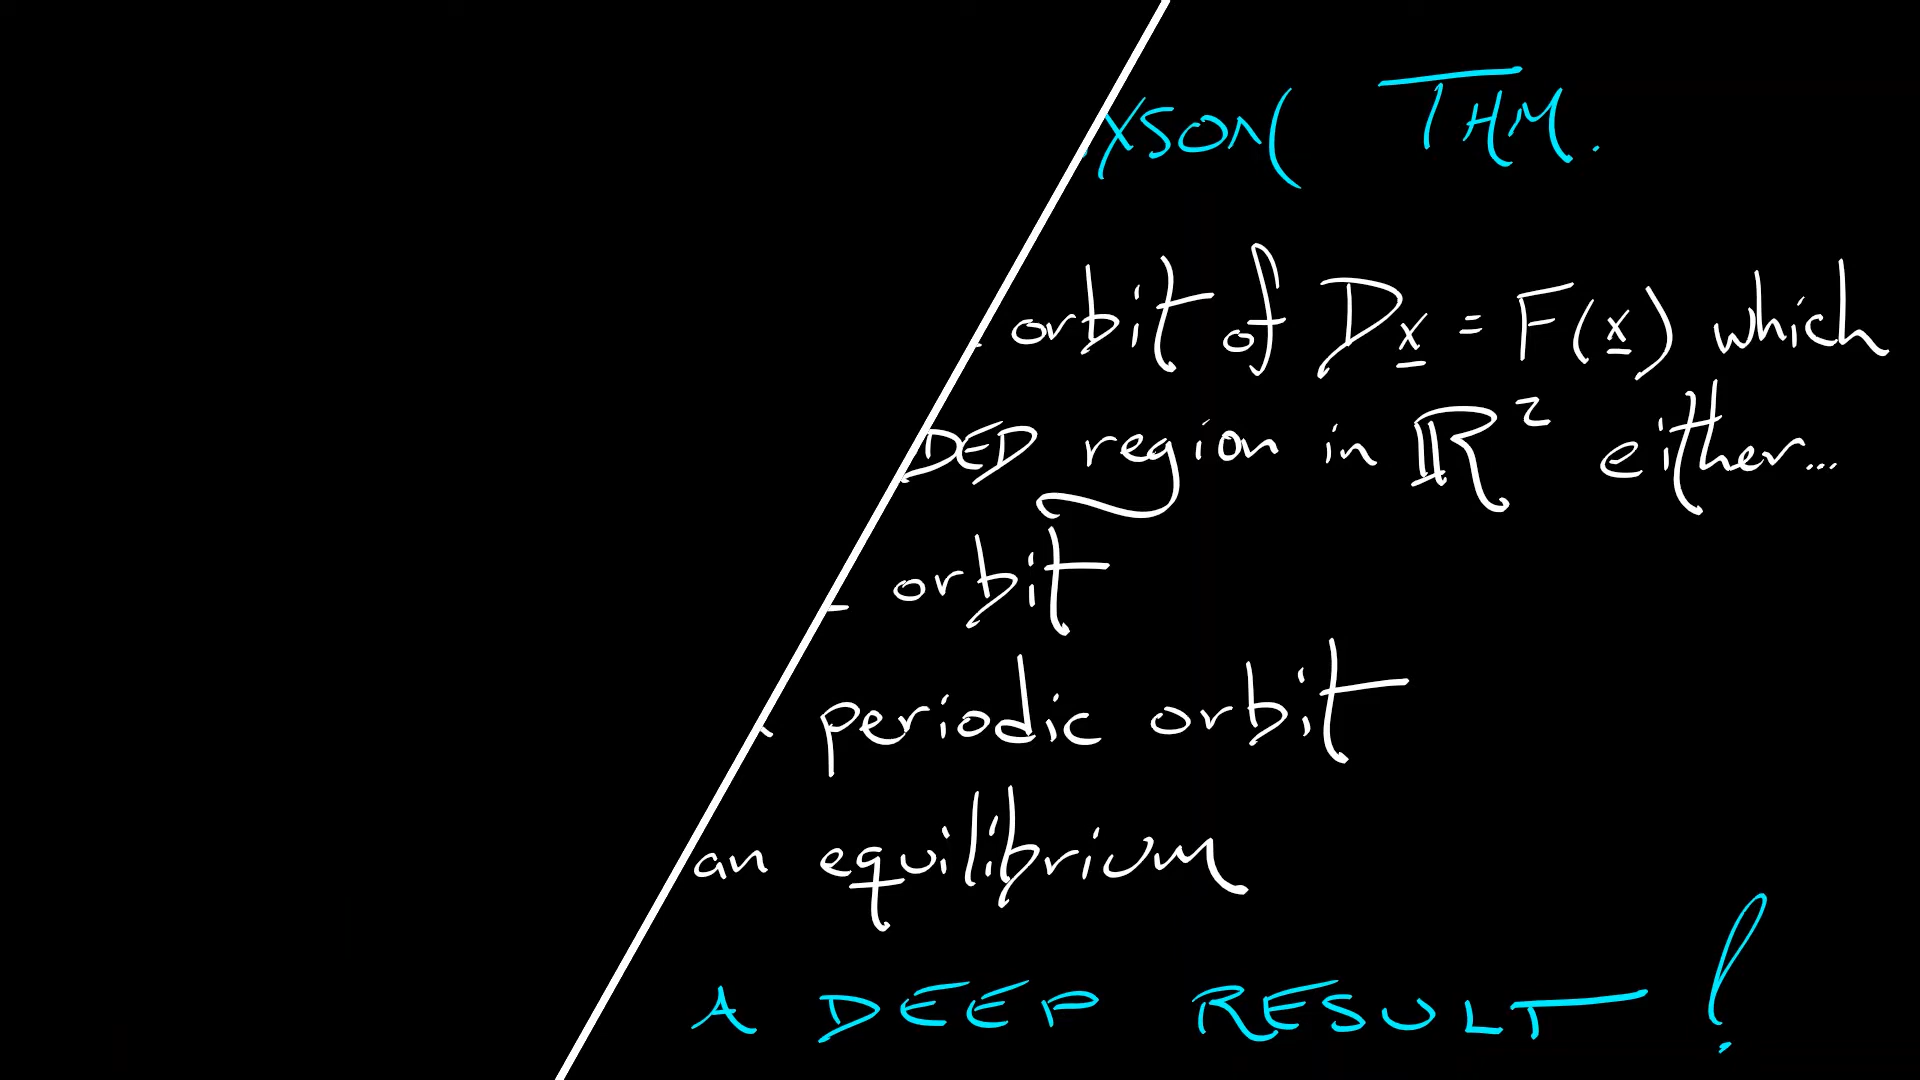 XSON THM.
orbit of Dx = F(x) which
DED region in ℝ² either...
orbit
periodic orbit
an equilibrium
A DEEP RESULT!